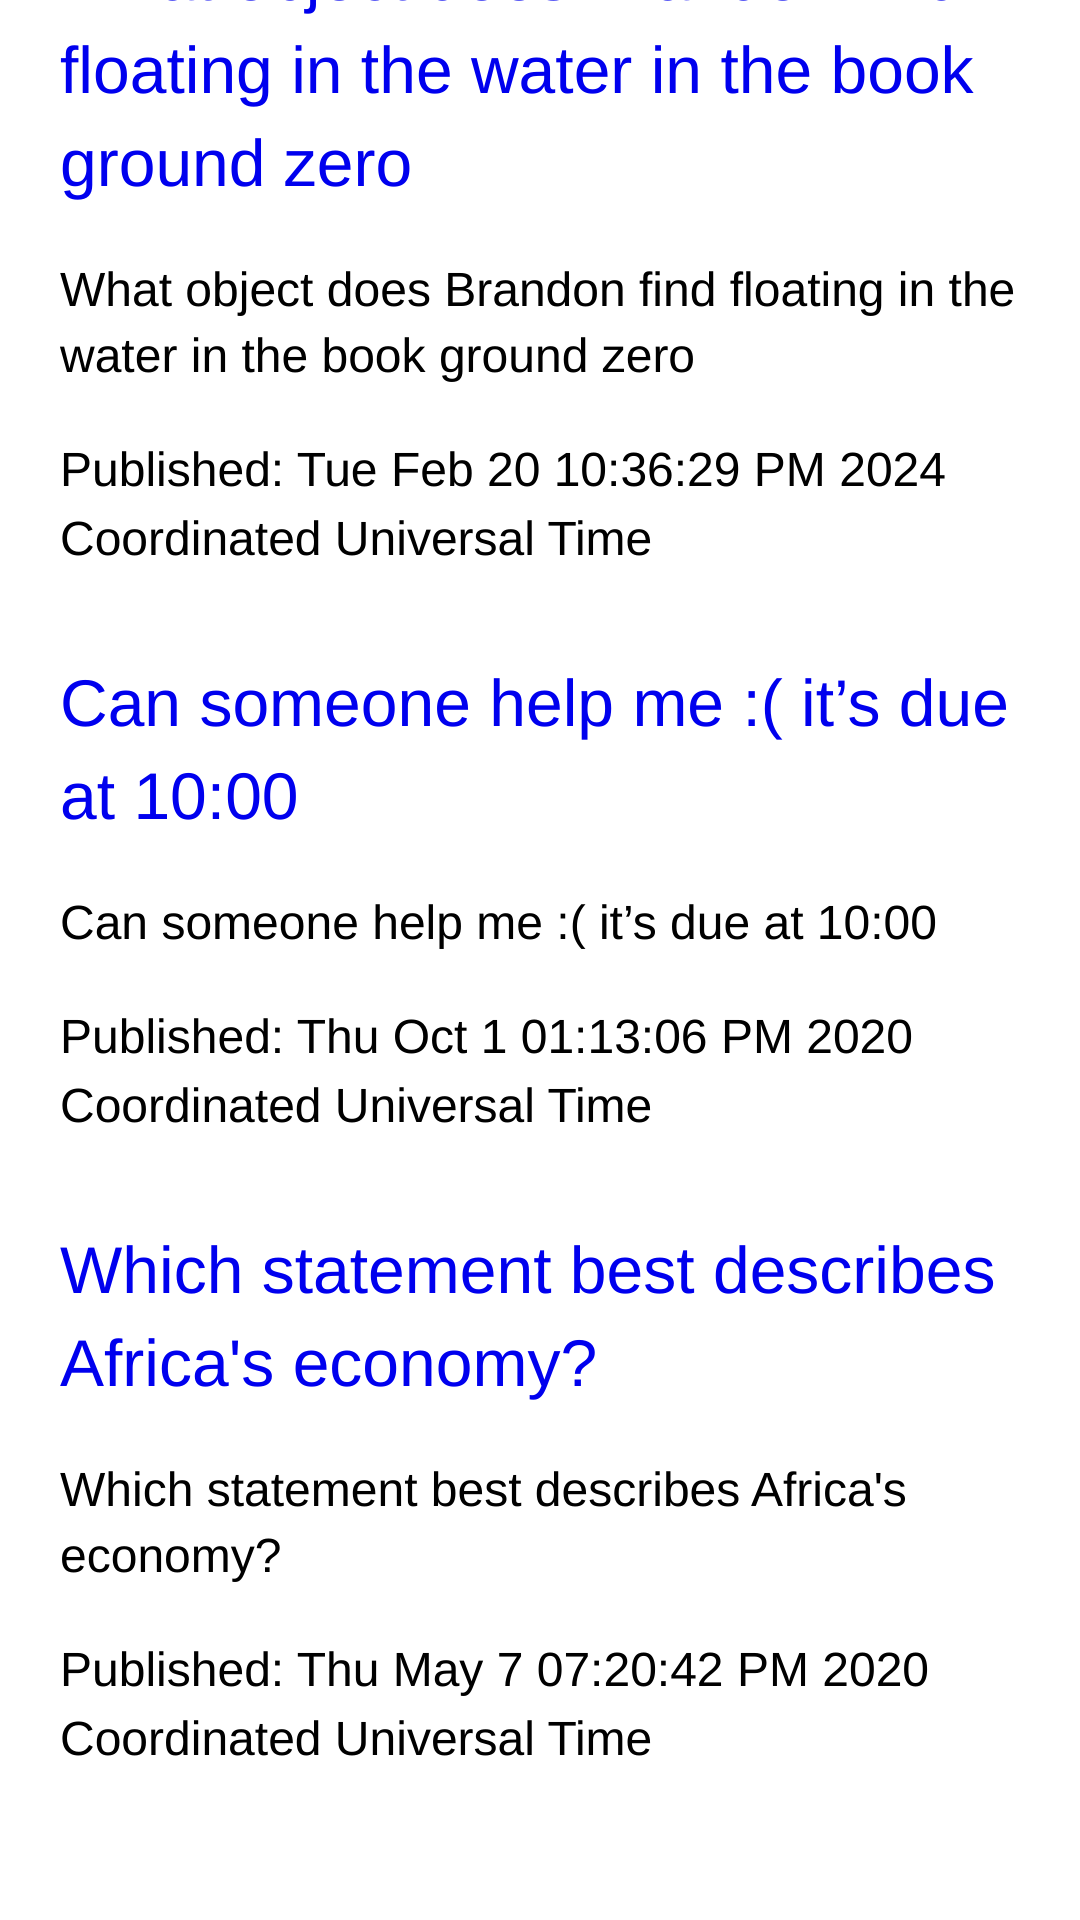 floating in the water in the book
ground zero
What object does Brandon find floating in the
water in the book ground zero
Published: Tue Feb 20 10:36:29 PM 2024
Coordinated Universal Time
Can someone help me :( it’s due
at 10:00
Can someone help me :( it’s due at 10:00
Published: Thu Oct 1 01:13:06 PM 2020
Coordinated Universal Time
Which statement best describes
Africa's economy?
Which statement best describes Africa's
economy?
Published: Thu May 7 07:20:42 PM 2020
Coordinated Universal Time